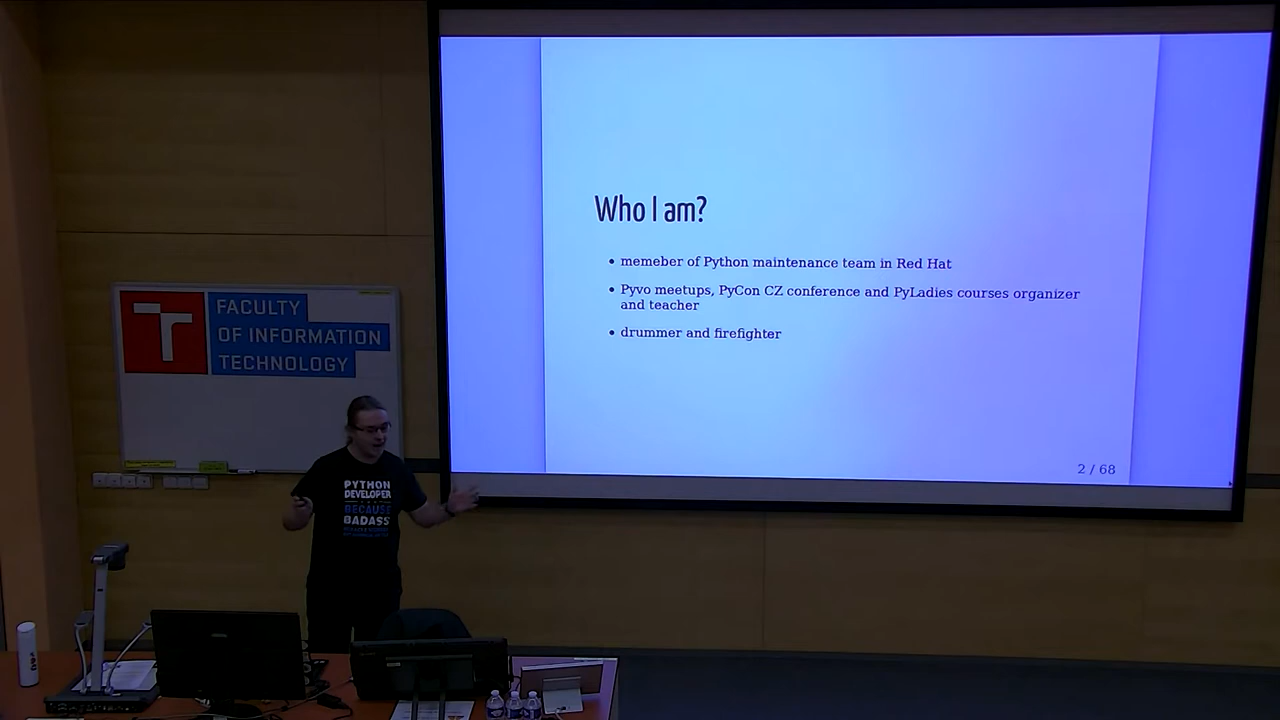 Who I am?
• memeber of Python maintenance team in Red Hat
• Pyvo meetups, PyCon CZ conference and PyLadies courses organizer
and teacher
• drummer and firefighter
2 / 68
FACULTY
OF INFORMATION
TECHNOLOGY
PYTHON
DEVELOPER
BECAUSE
BADASS